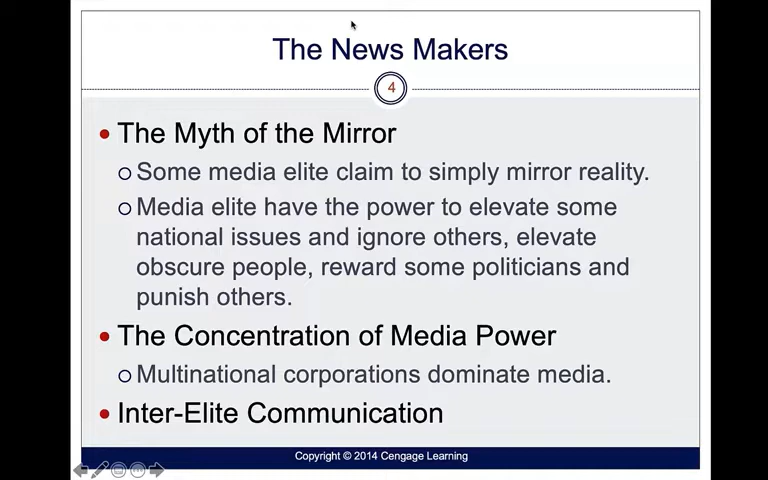 The News Makers
4
• The Myth of the Mirror
○ Some media elite claim to simply mirror reality.
○ Media elite have the power to elevate some
national issues and ignore others, elevate
obscure people, reward some politicians and
punish others.
• The Concentration of Media Power
○ Multinational corporations dominate media.
• Inter-Elite Communication
Copyright © 2014 Cengage Learning